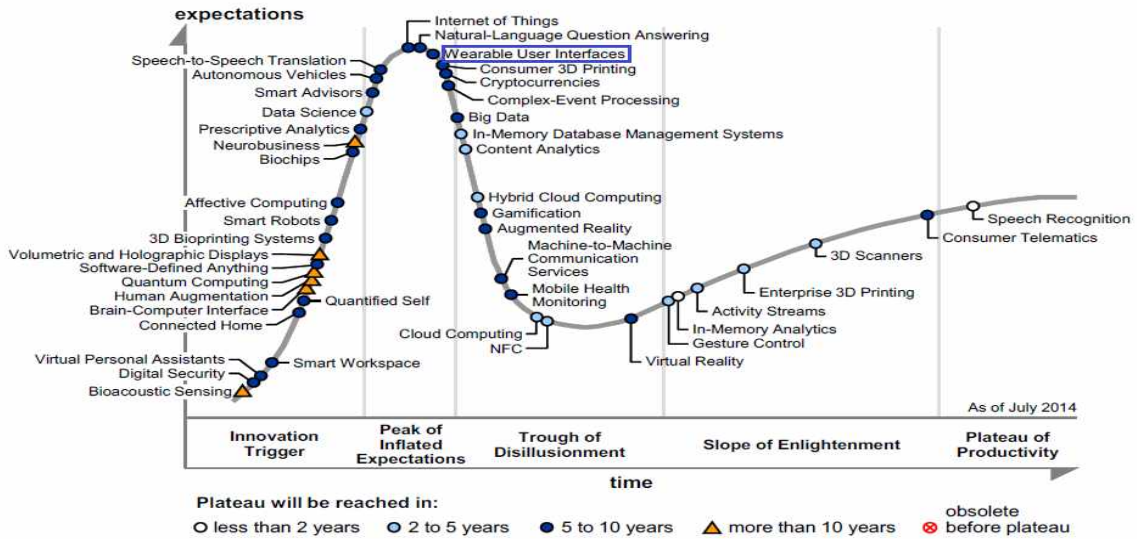 expectations
Internet of Things
Natural-Language Question Answering
Wearable User Interfaces
Speech-to-Speech Translation
Consumer 3D Printing
Autonomous Vehicles
Cryptocurrencies
Smart Advisors
Complex-Event Processing
Data Science
Big Data
Prescriptive Analytics
In-Memory Database Management Systems
Neurobusiness
Content Analytics
Biochips
Hybrid Cloud Computing
Affective Computing
Gamification
Smart Robots
Augmented Reality
3D Bioprinting Systems
Machine-to-Machine
Communication
Services
Volumetric and Holographic Displays
Software-Defined Anything
Quantum Computing
Mobile Health
Monitoring
Human Augmentation
Brain-Computer Interface
Quantified Self
Connected Home
Cloud Computing
NFC
Virtual Personal Assistants
Smart Workspace
Digital Security
Bioacoustic Sensing
Speech Recognition
Consumer Telematics
3D Scanners
Enterprise 3D Printing
Activity Streams
In-Memory Analytics
Gesture Control
Virtual Reality
As of July 2014
Innovation
Trigger
Peak of
Inflated
Expectations
Trough of
Disillusionment
Slope of Enlightenment
Plateau of
Productivity
time
Plateau will be reached in:
less than 2 years
2 to 5 years
5 to 10 years
more than 10 years
obsolete
before plateau